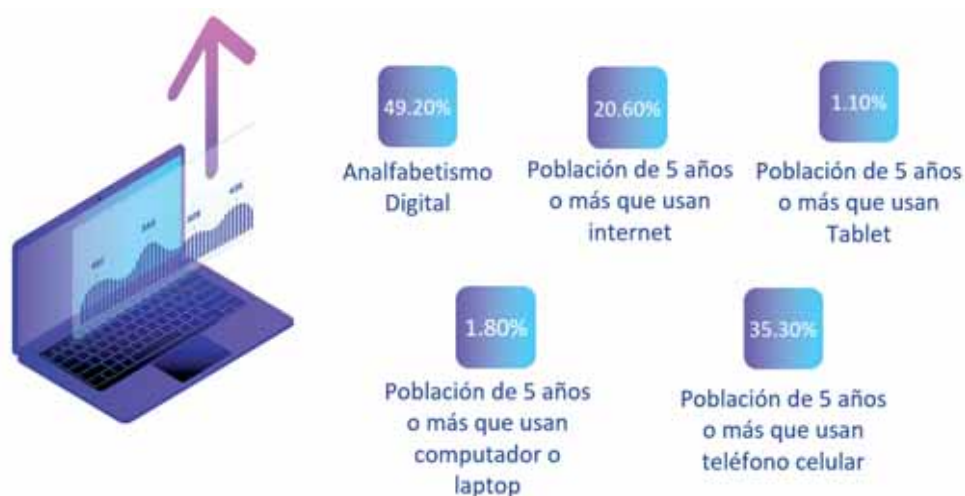 49.20%
Analfabetismo
Digital
20.60%
Población de 5 años
o más que usan
internet
1.10%
Población de 5 años
o más que usan
Tablet
1.80%
Población de 5 años
o más que usan
computador o
laptop
35.30%
Población de 5 años
o más que usan
teléfono celular